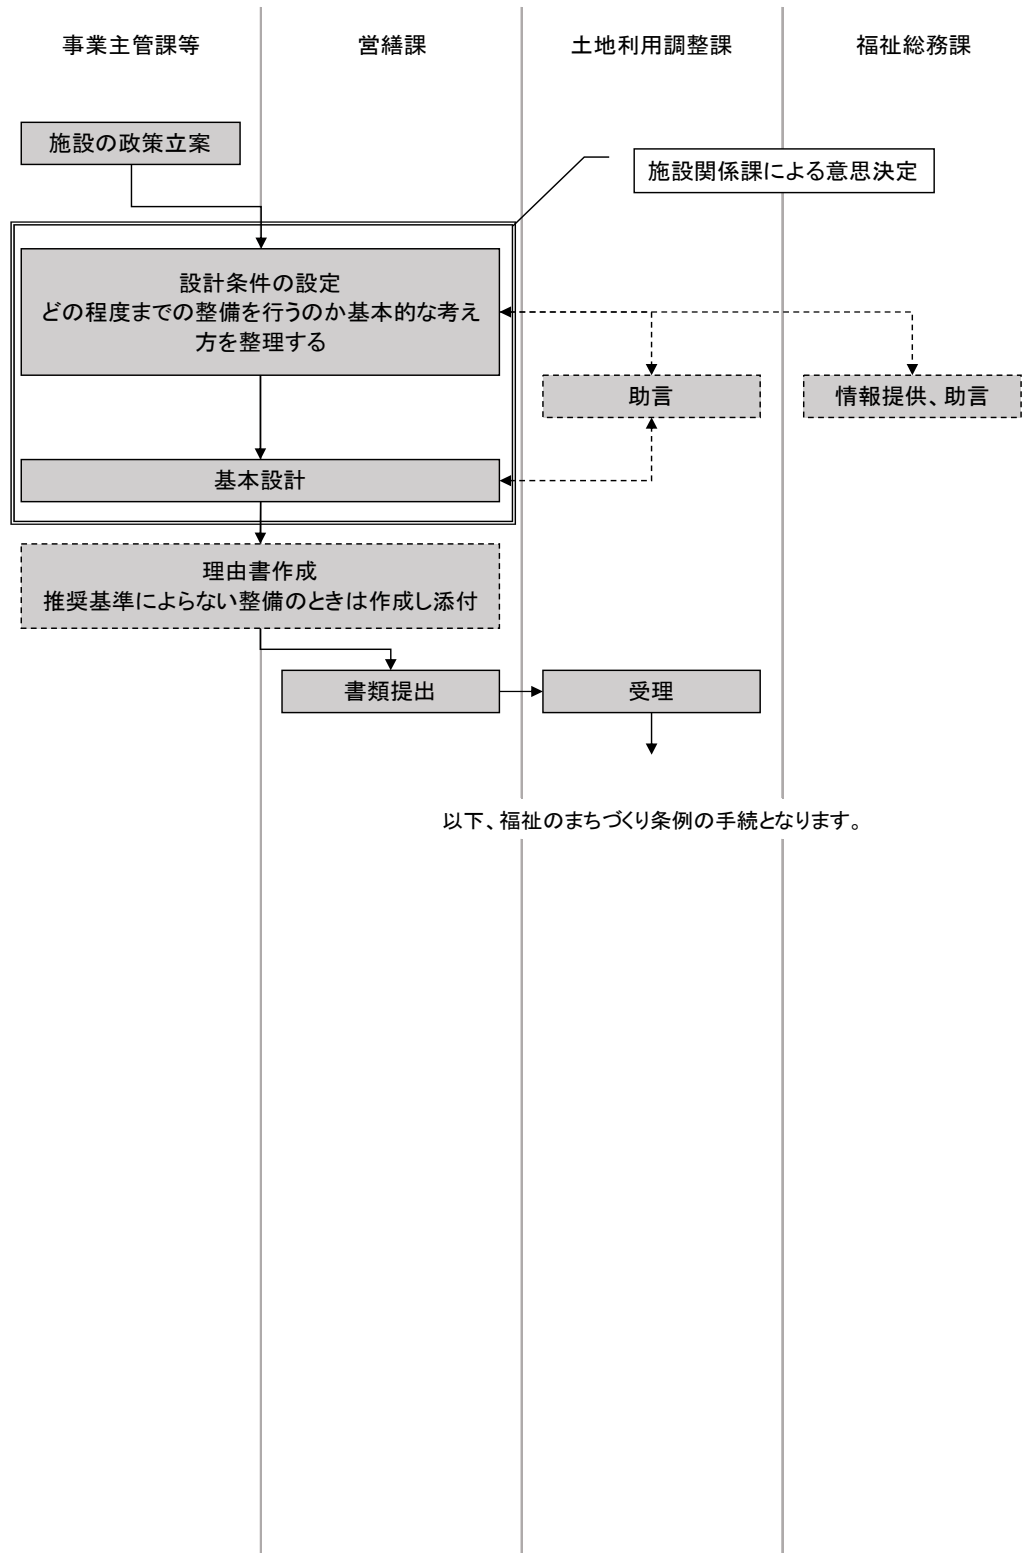 事業主管課等
営繕課
土地利用調整課
福祉総務課
施設の政策立案
施設関係課による意思決定
設計条件の設定
どの程度までの整備を行うのか基本的な考え
方を整理する
助言
情報提供、助言
基本設計
理由書作成
推奨基準によらない整備のときは作成し添付
書類提出
受理
以下、福祉のまちづくり条例の手続となります。